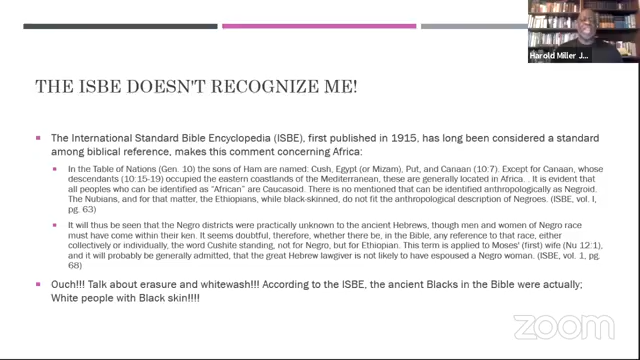 Harold Miller J...
THE ISBE DOESN'T RECOGNIZE ME!
▪ The International Standard Bible Encyclopedia (ISBE), first published in 1915, has long been considered a standard
among biblical reference, makes this comment concerning Africa:
▪ In the Table of Nations (Gen. 10) the sons of Ham are named: Cush, Egypt (or Mizam), Put, and Canaan (10:7). Except for Canaan, whose
descendants (10:15-19) occupied the eastern coastlands of the Mediterranean, these are generally located in Africa. . It is evident that
all peoples who can be identified as "African" are Caucasoid. There is no mentioned that can be identified anthropologically as Negroid.
The Nubians, and for that matter, the Ethiopians, while black-skinned, do not fit the anthropological description of Negroes. (ISBE, vol. I,
pg. 63)
▪ It will thus be seen that the Negro districts were practically unknown to the ancient Hebrews, though men and women of Negro race
must have come within their ken. It seems doubtful, therefore, whether there be, in the Bible, any reference to that race, either
collectively or individually, the word Cushite standing, not for Negro, but for Ethiopian. This term is applied to Moses' (first) wife (Nu 12:1),
and it will probably be generally admitted, that the great Hebrew lawgiver is not likely to have espoused a Negro woman. (ISBE, vol. 1, pg.
68)
▪ Ouch!!! Talk about erasure and whitewash!!! According to the ISBE, the ancient Blacks in the Bible were actually;
White people with Black skin!!!!
zoom